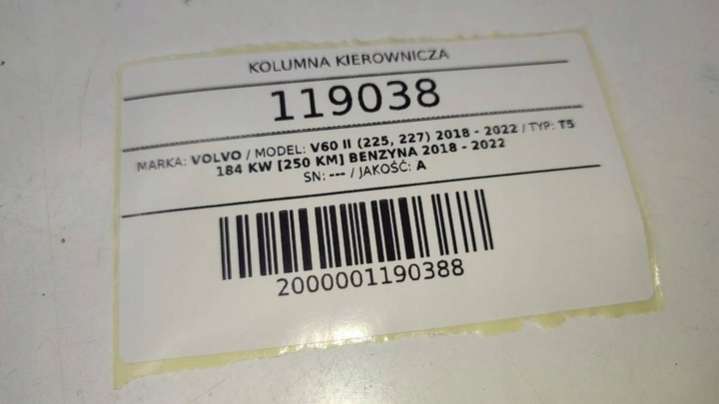 KOLUMNA KIEROWNICZA
119038
MARKA: VOLVO / MODEL: V60 II (225, 227) 2018 - 2022 / TYP: T5
184 KW [250 KM] BENZYNA 2018 - 2022
SN: --- / JAKOŚĆ: A
2000001190388